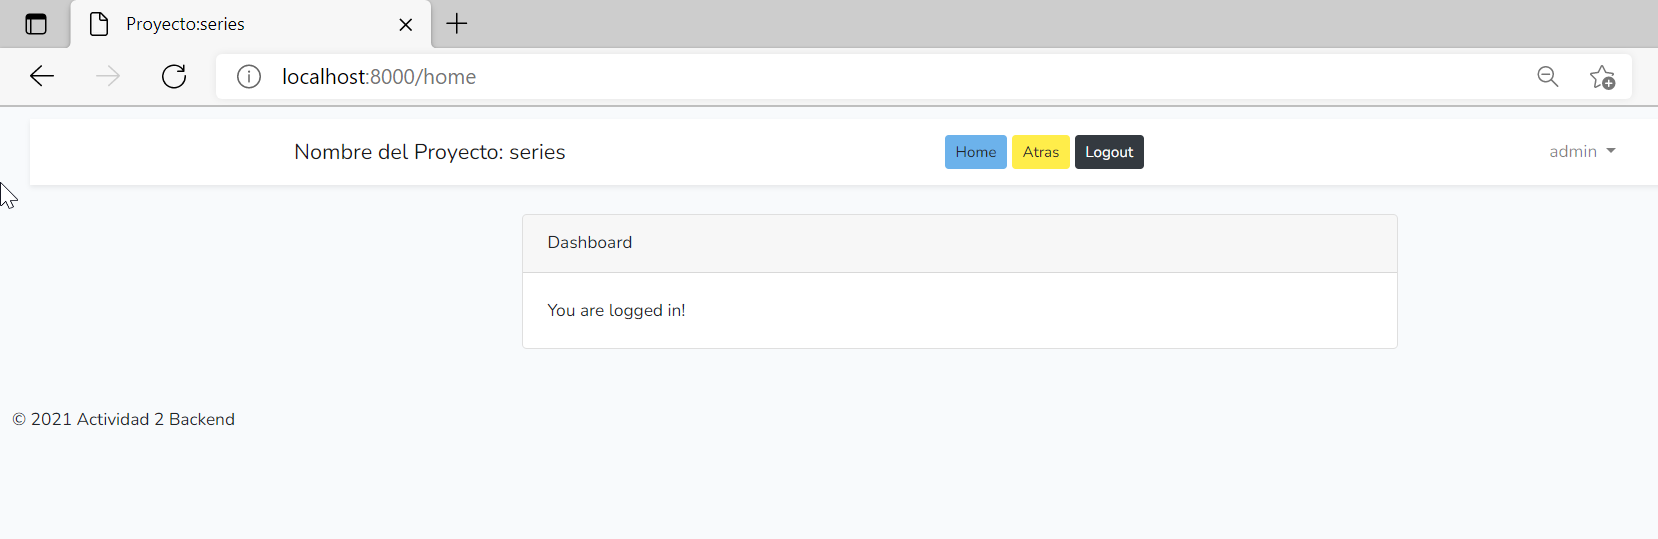 Proyecto:series
localhost:8000/home
Nombre del Proyecto: series
Home
Atras
Logout
admin
Dashboard
You are logged in!
© 2021 Actividad 2 Backend